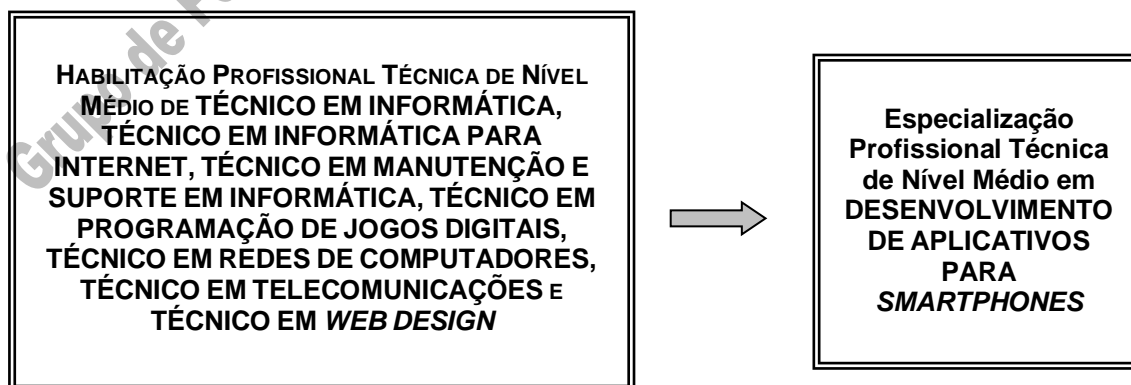 Grupo de
HABILITAÇÃO PROFISSIONAL TÉCNICA DE NÍVEL
MÉDIO DE TÉCNICO EM INFORMÁTICA,
TÉCNICO EM INFORMÁTICA PARA
INTERNET, TÉCNICO EM MANUTENÇÃO E
SUPORTE EM INFORMÁTICA, TÉCNICO EM
PROGRAMAÇÃO DE JOGOS DIGITAIS,
TÉCNICO EM REDES DE COMPUTADORES,
TÉCNICO EM TELECOMUNICAÇÕES E
TÉCNICO EM WEB DESIGN
Especialização
Profissional Técnica
de Nível Médio em
DESENVOLVIMENTO
DE APLICATIVOS
PARA
SMARTPHONES